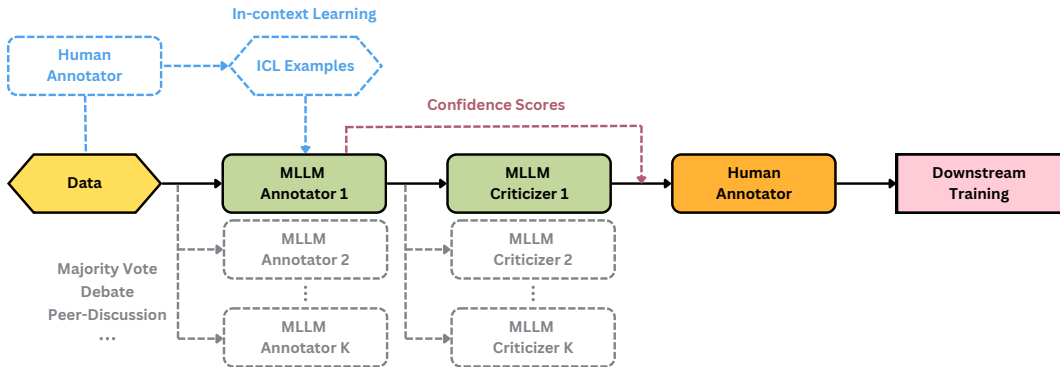 In-context Learning
Human
Annotator
ICL Examples
Confidence Scores
Data
MLLM
Annotator 1
MLLM
Criticizer 1
Human
Annotator
Downstream
Training
MLLM
Annotator 2
MLLM
Criticizer 2
Majority Vote
Debate
Peer-Discussion
...
MLLM
Annotator K
MLLM
Criticizer K